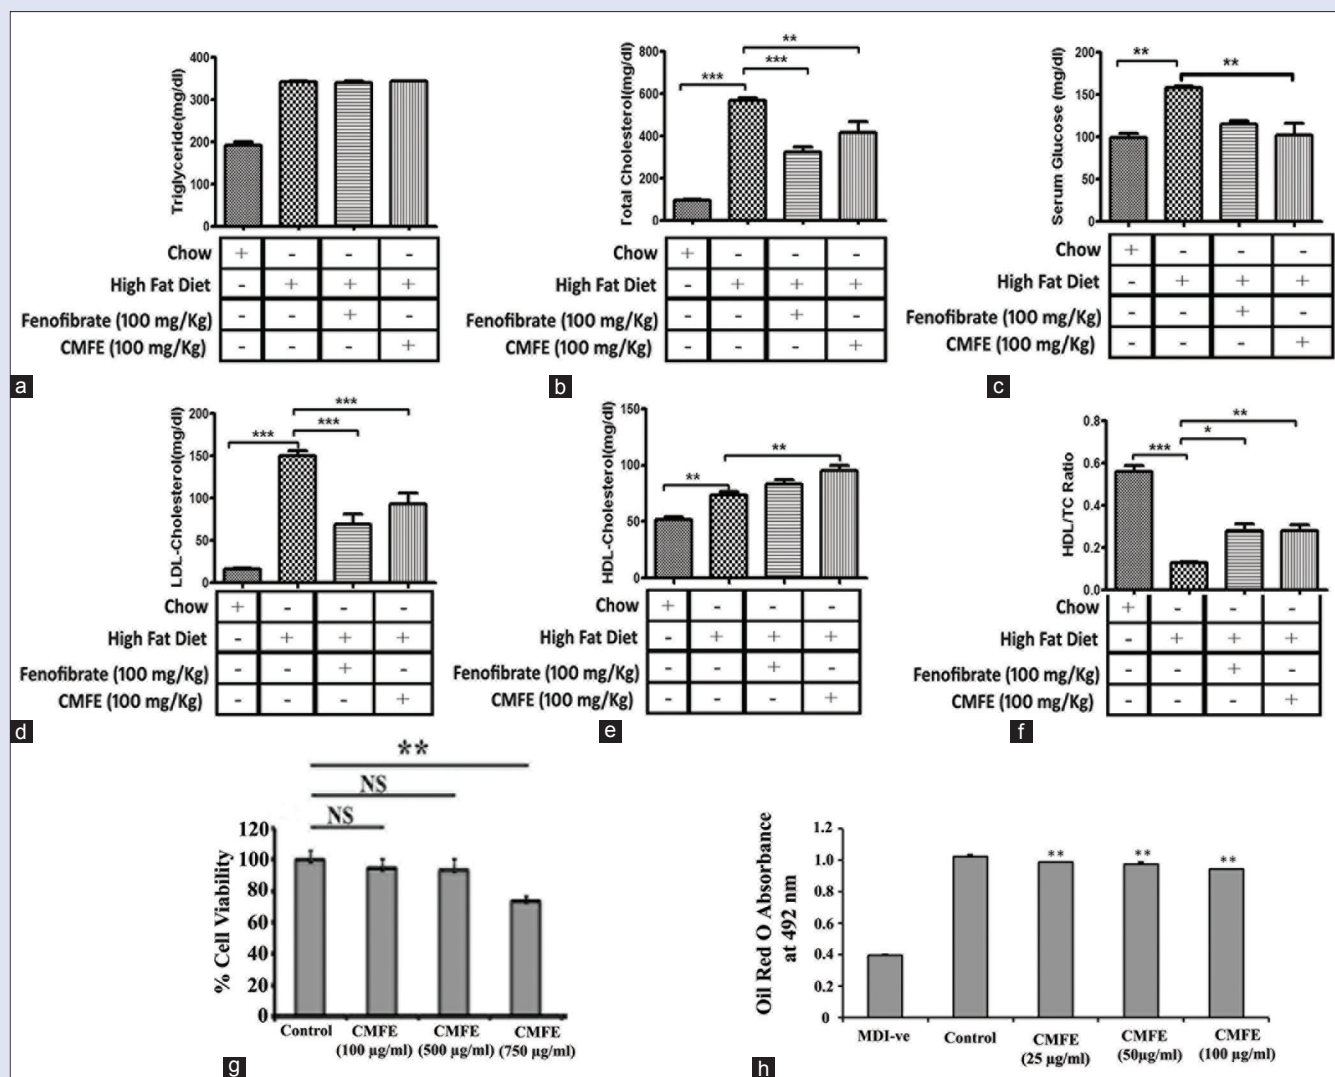 400
300
200
100
0
Triglyceride(mg/dl)
Chow + - - -
High Fat Diet - + + +
Fenofibrate (100 mg/Kg) - - + -
CMFE (100 mg/Kg) - - - +
a
** 
***
***
800
600
400
200
0
Total Cholesterol(mg/dl)
Chow + - - -
High Fat Diet - + + +
Fenofibrate (100 mg/Kg) - - + -
CMFE (100 mg/Kg) - - - +
b
** **
200
150
100
50
0
Serum Glucose (mg/dl)
Chow + - - -
High Fat Diet - + + +
Fenofibrate (100 mg/Kg) - - + -
CMFE (100 mg/Kg) - - - +
c
***
***
***
200
150
100
50
0
LDL-Cholesterol(mg/dl)
Chow + - - -
High Fat Diet - + + +
Fenofibrate (100 mg/Kg) - - + -
CMFE (100 mg/Kg) - - - +
d
**
**
150
100
50
0
HDL-Cholesterol(mg/dl)
Chow + - - -
High Fat Diet - + + +
Fenofibrate (100 mg/Kg) - - + -
CMFE (100 mg/Kg) - - - +
e
**
*
***
0.8
0.6
0.4
0.2
0.0
HDL/TC Ratio
Chow + - - -
High Fat Diet - + + +
Fenofibrate (100 mg/Kg) - - + -
CMFE (100 mg/Kg) - - - +
f
**
NS
NS
120
100
80
60
40
20
0
% Cell Viability
Control CMFE CMFE CMFE
(100 µg/ml) (500 µg/ml) (750 µg/ml)
g
1.2
1.0
0.8
0.6
0.4
0.2
0
Oil Red O Absorbance
at 492 nm
** ** **
MDI-ve Control CMFE CMFE CMFE
(25 µg/ml) (50µg/ml) (100 µg/ml)
h